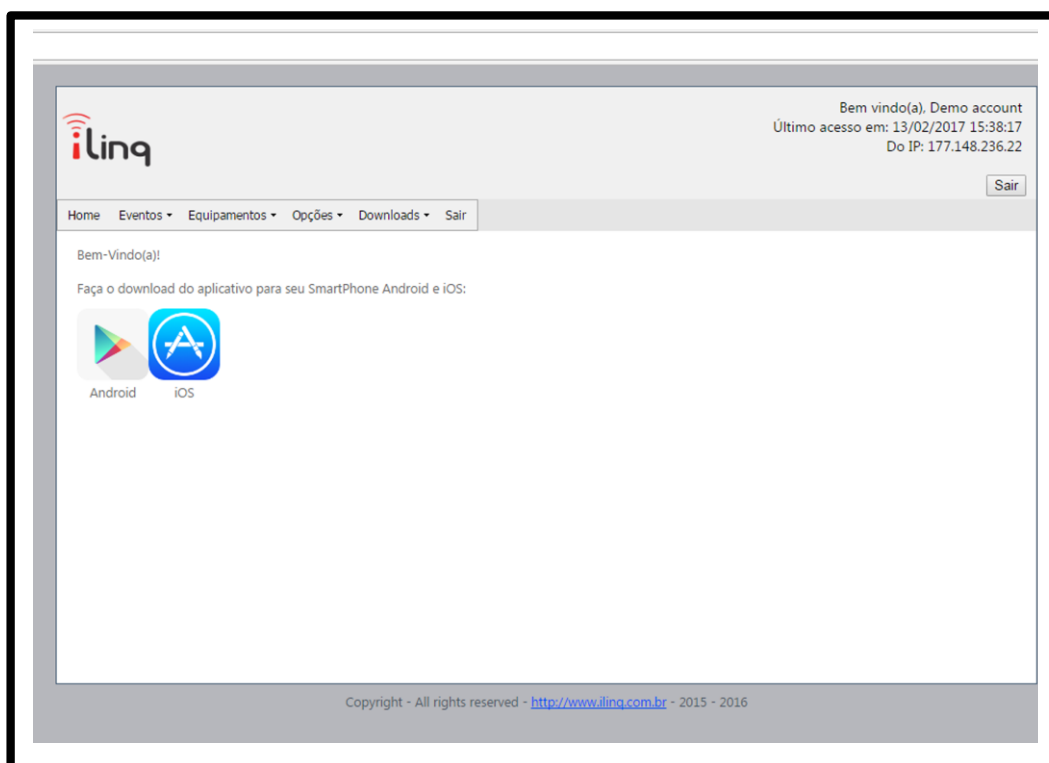 Bem vindo(a), Demo account
Último acesso em: 13/02/2017 15:38:17
Do IP: 177.148.236.22
iLinq
Sair
Home Eventos Equipamentos Opções Downloads Sair
Bem-Vindo(a)!
Faça o download do aplicativo para seu SmartPhone Android e iOS:
Android iOS
Copyright - All rights reserved - http://www.ilinq.com.br - 2015 - 2016